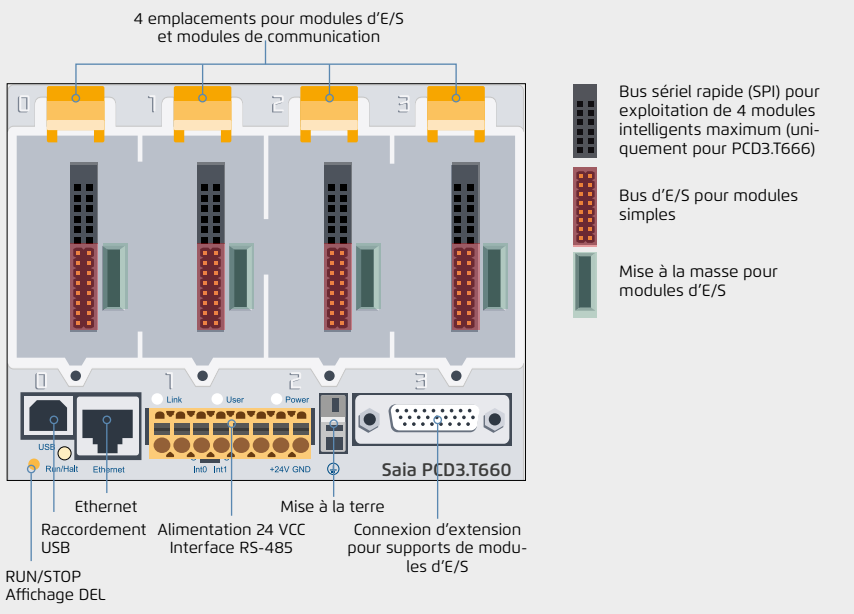 4 emplacements pour modules d'E/S
et modules de communication
0 1 2 3
Bus sériel rapide (SPI) pour
exploitation de 4 modules
intelligents maximum (uni-
quement pour PCD3.T666)
Bus d'E/S pour modules
simples
Mise à la masse pour
modules d'E/S
0 1 2 3
Link User Power
USB
Run/Halt Ethernet Int0 Int1 +24V GND
Saia PCD3.T660
Ethernet
Mise à la terre
Raccordement
USB
Alimentation 24 VCC
Interface RS-485
Connexion d'extension
pour supports de modu-
les d'E/S
RUN/STOP
Affichage DEL